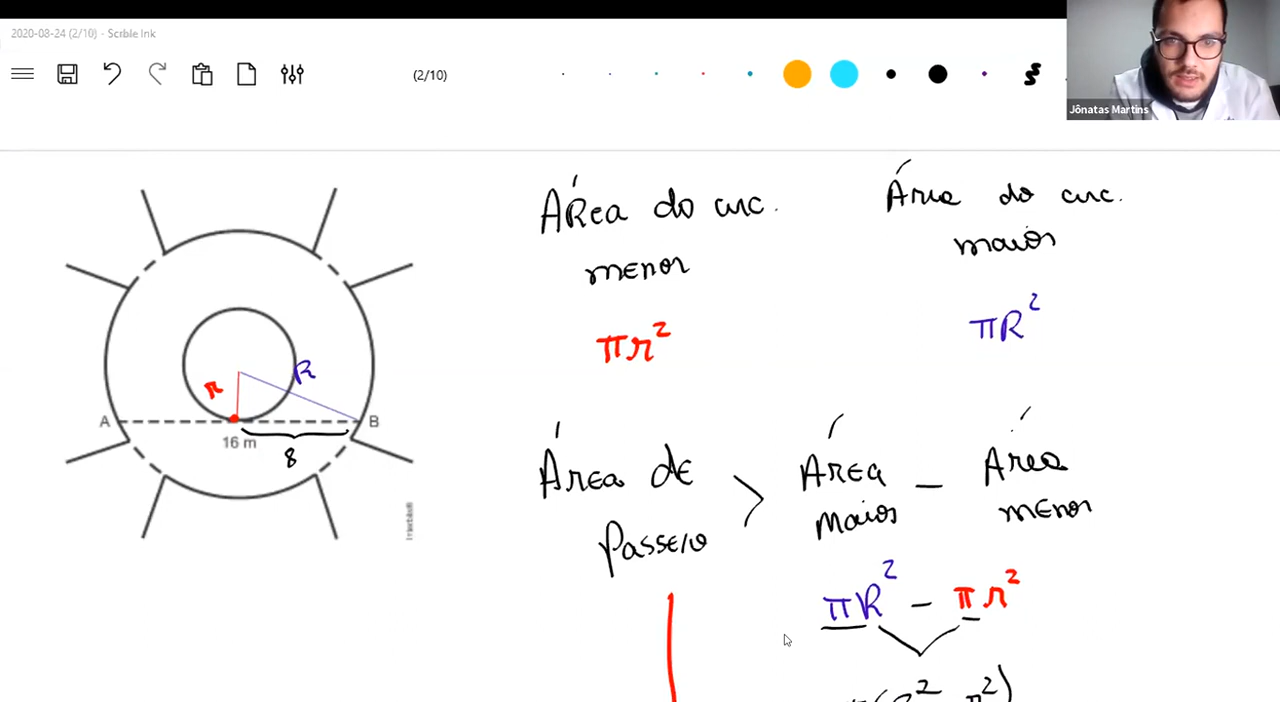 2020-08-24 (2/10) - Scrble Ink
(2/10)
Jônatas Martins
A
B
16 m
8
r
R
Área do circ.
menor
πr²
Área do circ.
maior
πR²
Área de
Passeio
>
Área
Maior
−
Área
menor
πR² − πr²